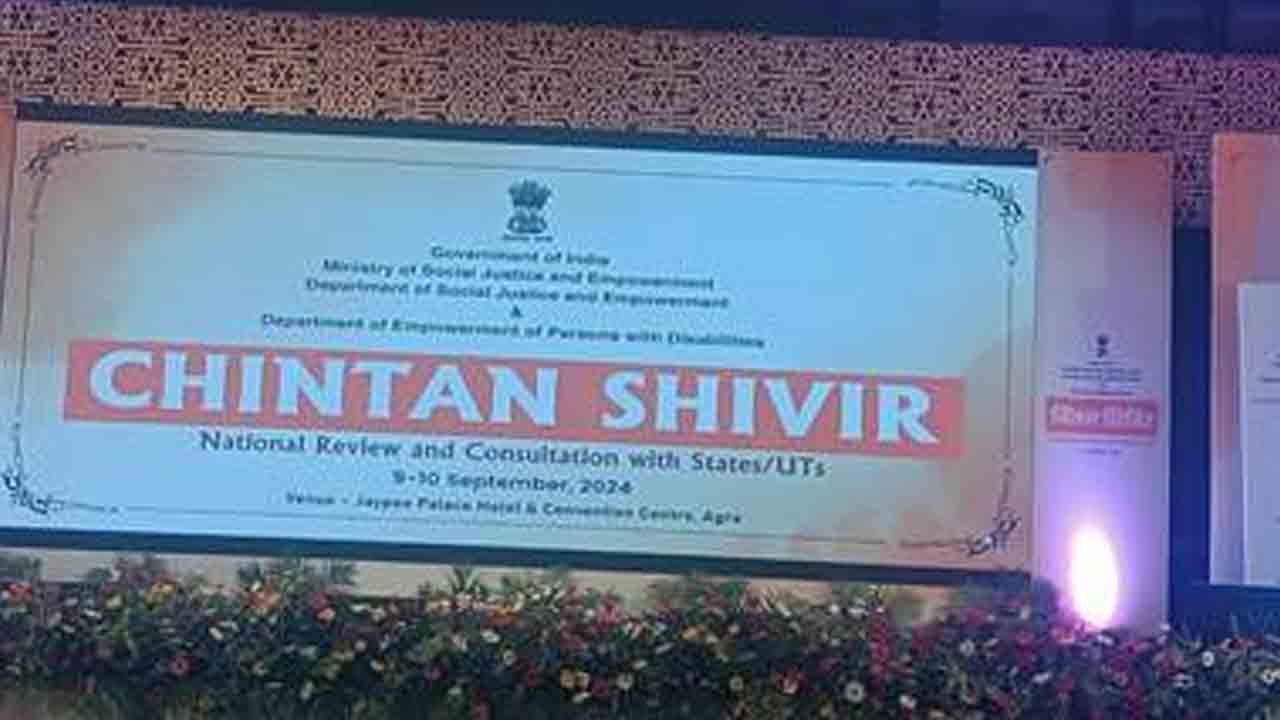 Government of India
Ministry of Social Justice and Empowerment
Department of Social Justice and Empowerment
&
Department of Empowerment of Persons with Disabilities
CHINTAN SHIVIR
National Review and Consultation with States/UTs
9-10 September, 2024
Venue - Jaypee Palace Hotel & Convention Centre, Agra